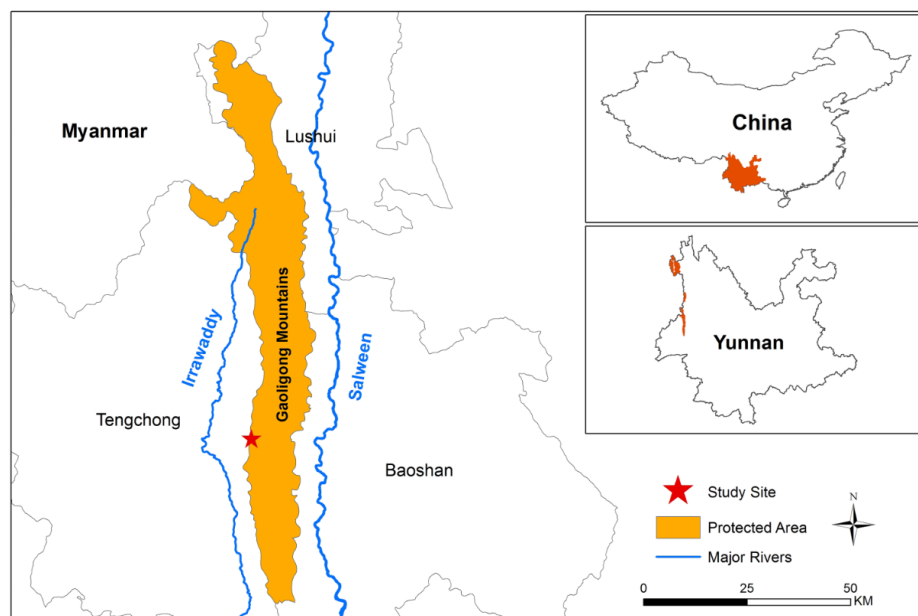 Myanmar
Lushui
Irrawaddy
Gaoligong Mountains
Salween
Tengchong
Baoshan
China
Yunnan
Study Site
Protected Area
Major Rivers
N
0 25 50
KM